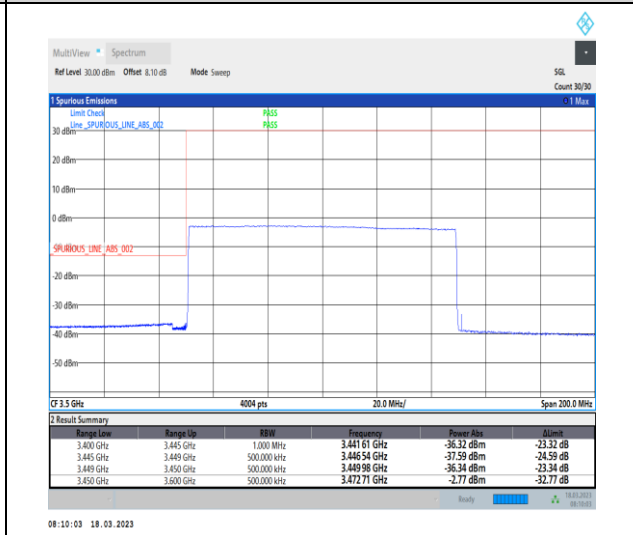 MultiView Spectrum
Ref Level 30.00 dBm Offset 8.10 dB Mode Sweep SGL
Count 30/30
1 Spurious Emissions 1 Max
Limit Check PASS
Line _SPURIOUS_LINE_ABS_002 PASS
30 dBm
20 dBm
10 dBm
0 dBm
_SPURIOUS_LINE_ABS_002
-20 dBm
-30 dBm
-40 dBm
-50 dBm
CF 3.5 GHz 4004 pts 20.0 MHz/ Span 200.0 MHz
2 Result Summary
Range Low Range Up RBW Frequency Power Abs ΔLimit
3.400 GHz 3.445 GHz 1.000 MHz 3.441 61 GHz -36.32 dBm -23.32 dB
3.445 GHz 3.449 GHz 500.000 kHz 3.446 54 GHz -37.59 dBm -24.59 dB
3.449 GHz 3.450 GHz 500.000 kHz 3.449 98 GHz -36.34 dBm -23.34 dB
3.450 GHz 3.600 GHz 500.000 kHz 3.472 71 GHz -2.77 dBm -32.77 dB
Ready 18.03.2023
08:10:03
08:10:03 18.03.2023